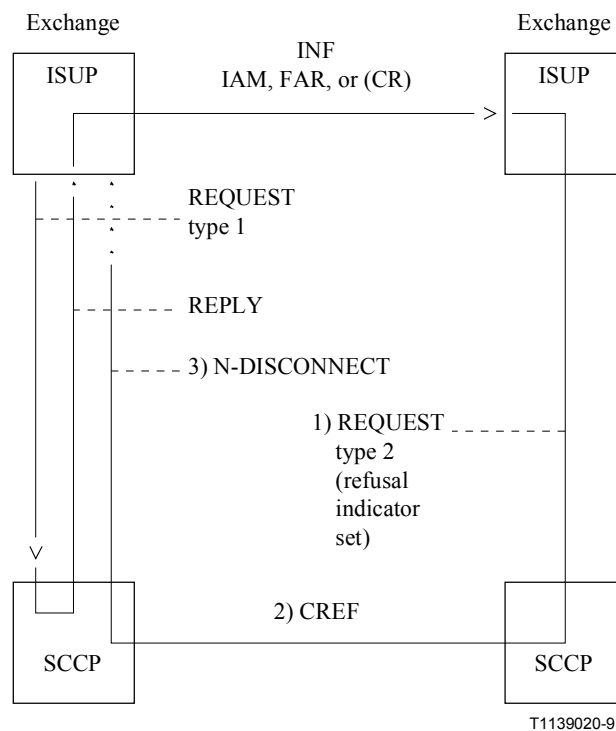 Exchange
Exchange
INF
IAM, FAR, or (CR)
ISUP
ISUP
REQUEST
type 1
REPLY
3) N-DISCONNECT
1) REQUEST
type 2
(refusal
indicator
set)
2) CREF
SCCP
SCCP
T1139020-9